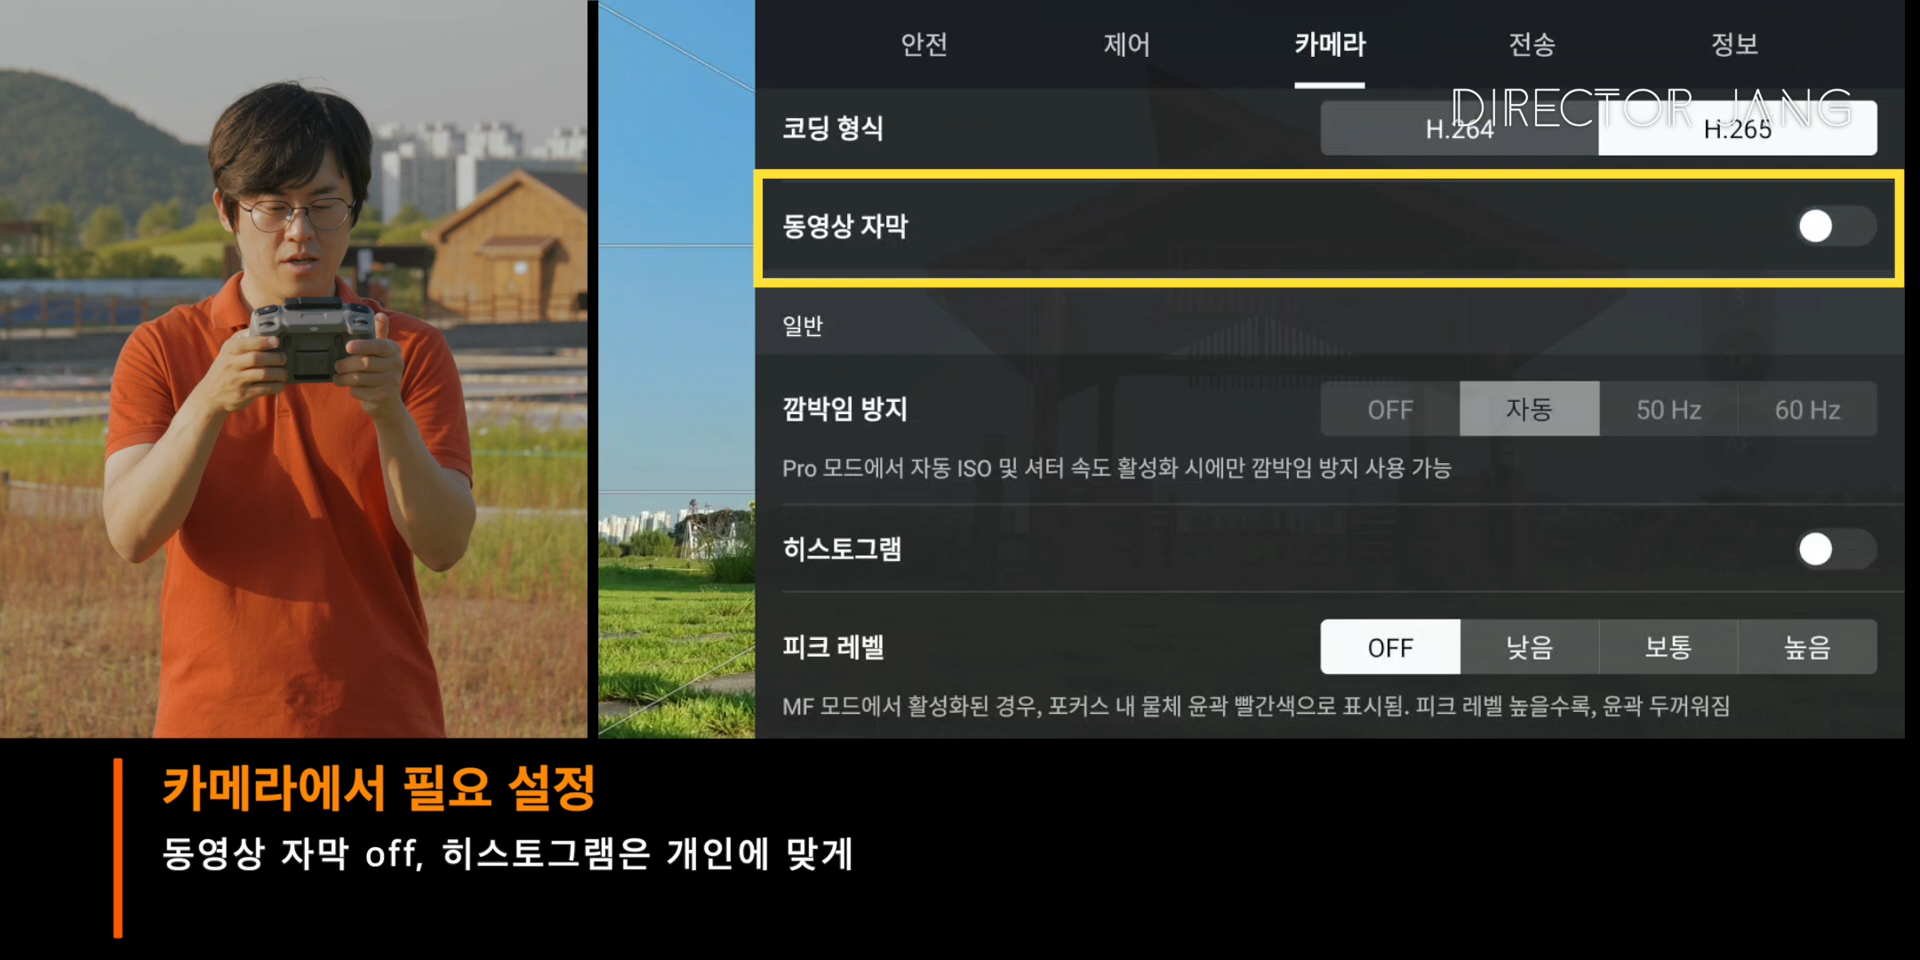 안전 제어 카메라 전송 정보
DIRECTOR JANG
코딩 형식 H.264 H.265
동영상 자막
일반
깜박임 방지 OFF 자동 50 Hz 60 Hz
Pro 모드에서 자동 ISO 및 셔터 속도 활성화 시에만 깜박임 방지 사용 가능
히스토그램
피크 레벨 OFF 낮음 보통 높음
MF 모드에서 활성화된 경우, 포커스 내 물체 윤곽 빨간색으로 표시됨. 피크 레벨 높을수록, 윤곽 두꺼워짐
카메라에서 필요 설정
동영상 자막 off, 히스토그램은 개인에 맞게